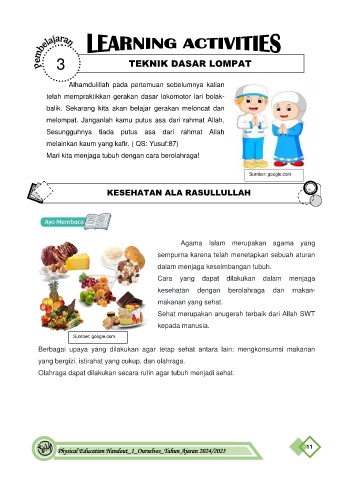 Pembelajaran
3
LEARNING ACTIVITIES
TEKNIK DASAR LOMPAT
Alhamdulillah pada pertemuan sebelumnya kalian
telah mempraktikkan gerakan dasar lokomotor lari bolak-
balik. Sekarang kita akan belajar gerakan meloncat dan
melompat. Janganlah kamu putus asa dari rahmat Allah,
Sesungguhnya tiada putus asa dari rahmat Allah
melainkan kaum yang kafir. ( QS: Yusuf:87)
Mari kita menjaga tubuh dengan cara berolahraga!
Sumber: google.com
KESEHATAN ALA RASULLULLAH
Ayo Membaca
Agama Islam merupakan agama yang
sempurna karena telah menetapkan sebuah aturan
dalam menjaga keseimbangan tubuh.
Cara yang dapat dilakukan dalam menjaga
kesehatan dengan berolahraga dan makan-
makanan yang sehat.
Sehat merupakan anugerah terbaik dari Allah SWT
kepada manusia.
Sumber: google.com
Berbagai upaya yang dilakukan agar tetap sehat antara lain: mengkonsumsi makanan
yang bergizi, istirahat yang cukup, dan olahraga.
Olahraga dapat dilakukan secara rutin agar tubuh menjadi sehat.
Physical Education Handout_1_Ourselves_Tahun Ajaran 2024/2025
11